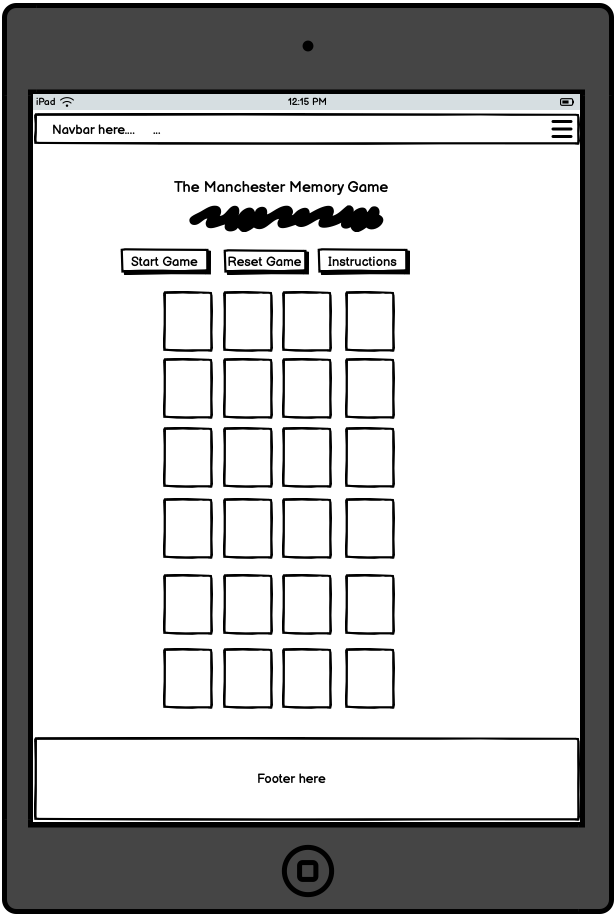 iPad 12:15 PM
Navbar here.... ...
The Manchester Memory Game
Start Game Reset Game Instructions
Footer here